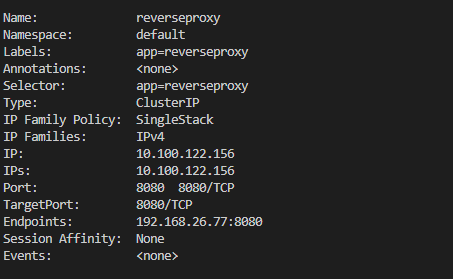 Name: reverseproxy
Namespace: default
Labels: app=reverseproxy
Annotations: <none>
Selector: app=reverseproxy
Type: ClusterIP
IP Family Policy: SingleStack
IP Families: IPv4
IP: 10.100.122.156
IPs: 10.100.122.156
Port: 8080 8080/TCP
TargetPort: 8080/TCP
Endpoints: 192.168.26.77:8080
Session Affinity: None
Events: <none>